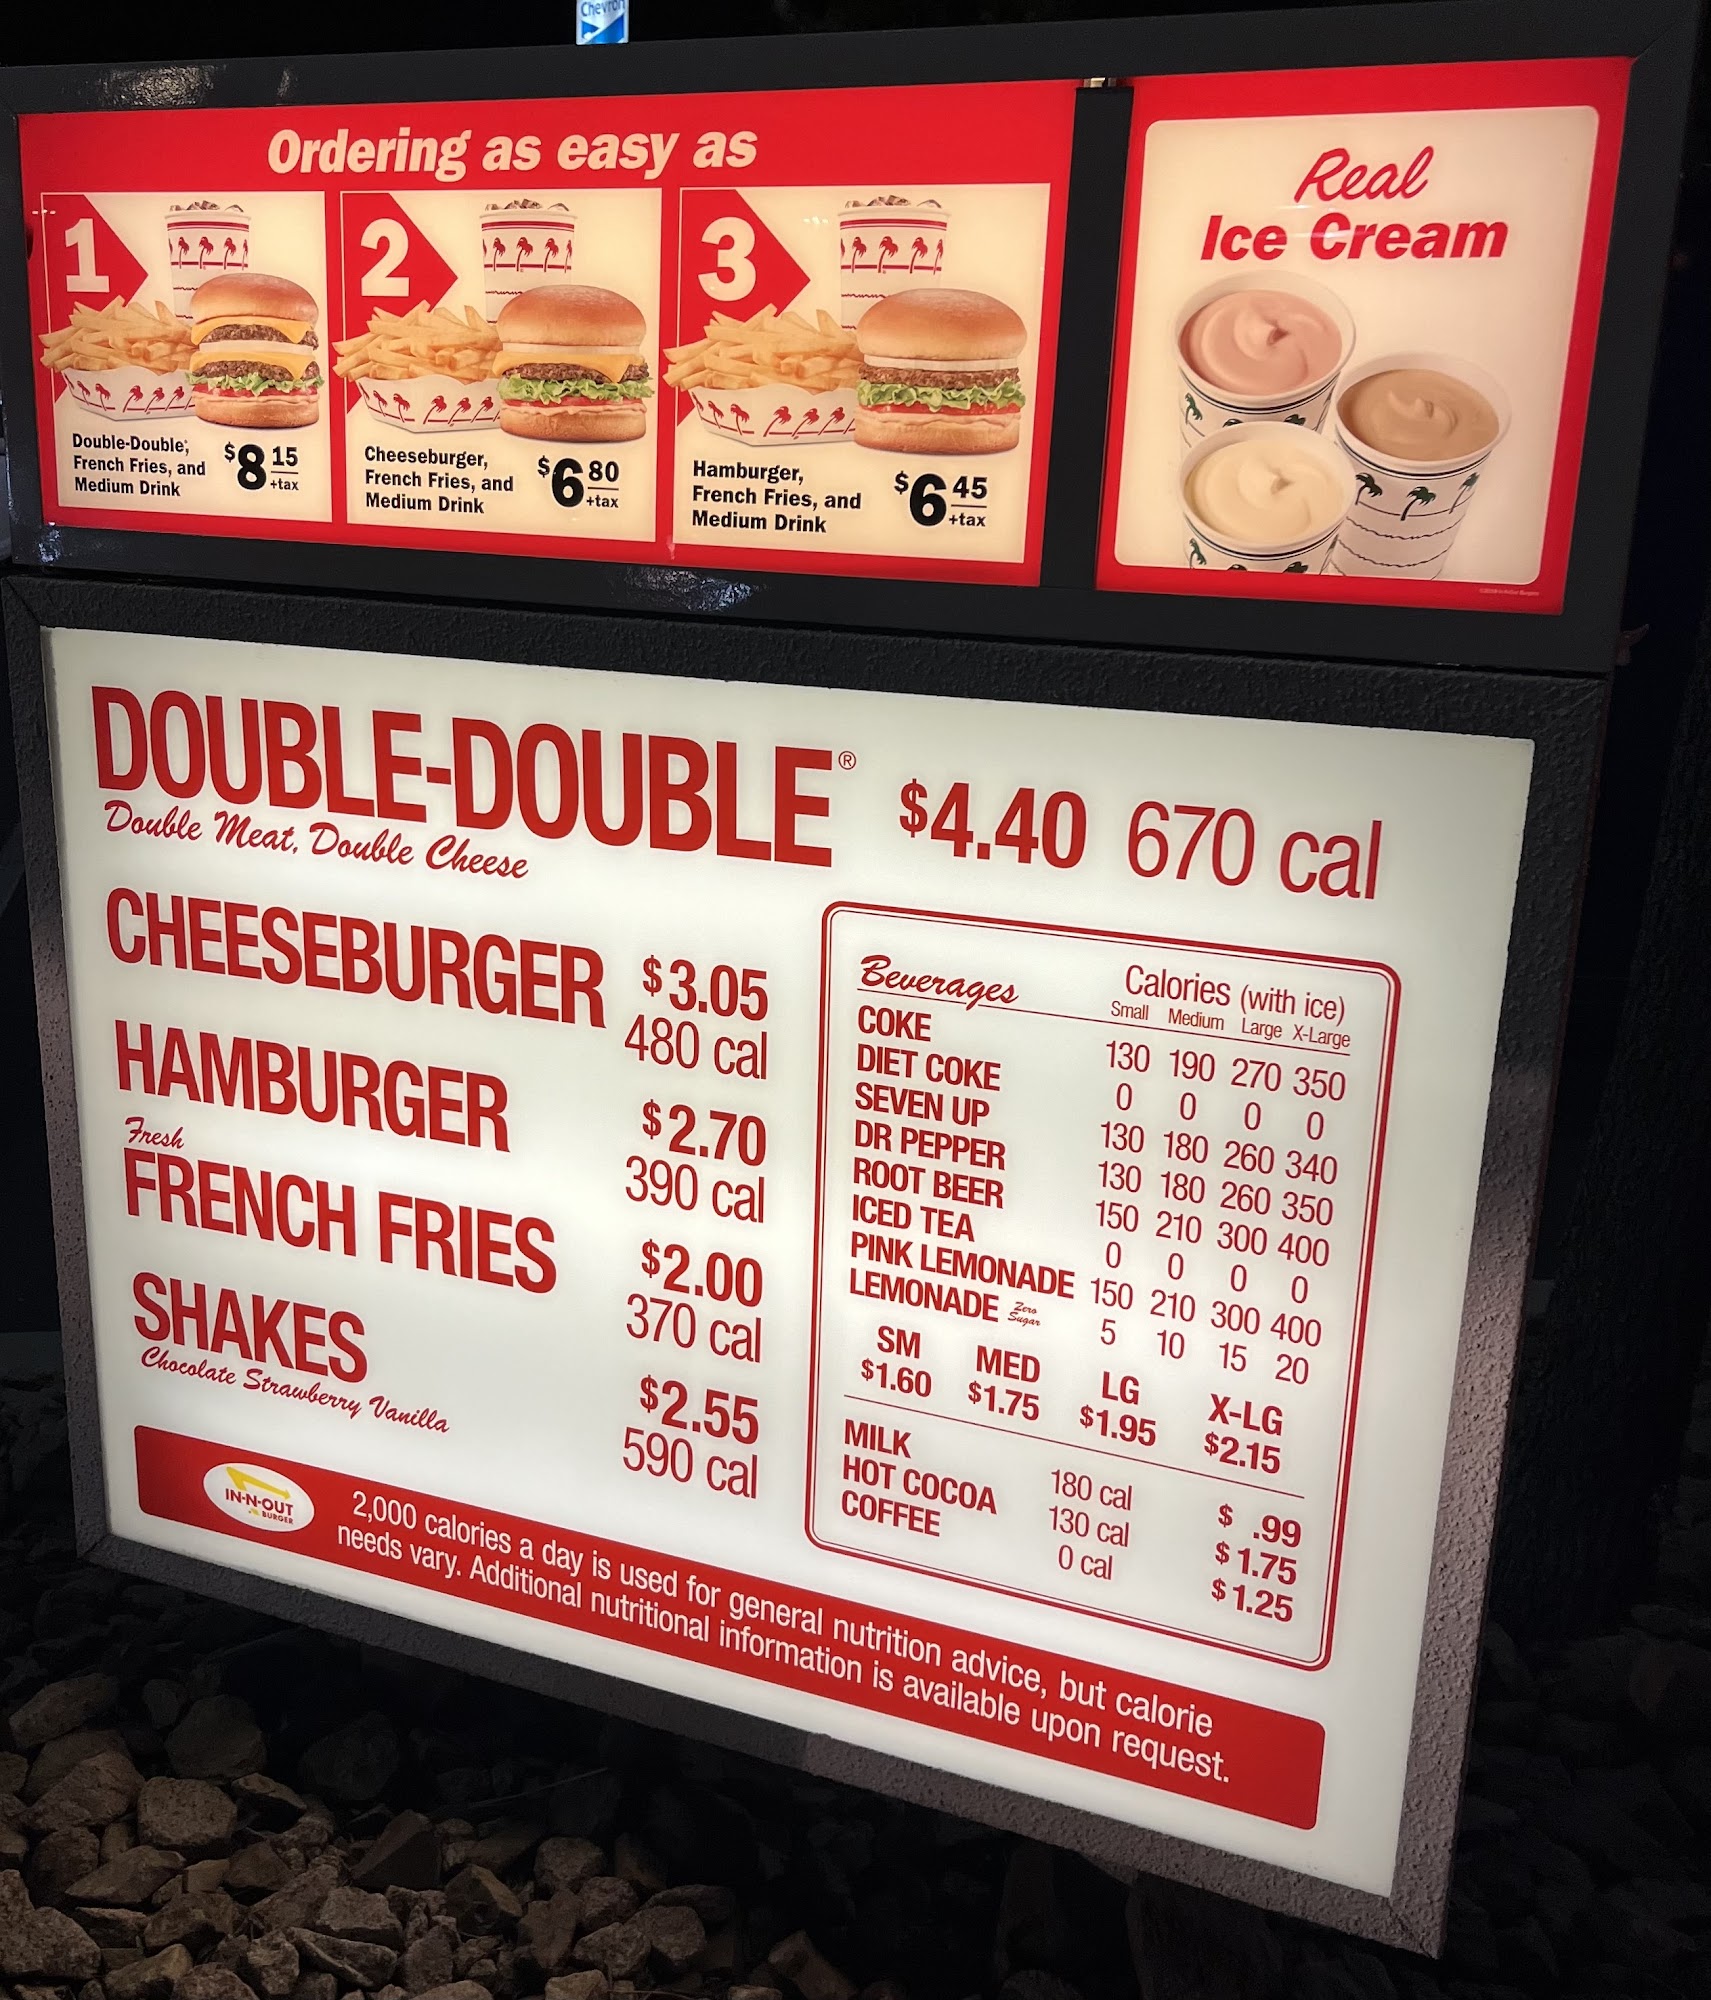 Chevron
Ordering as easy as
1
Double-Double®,
French Fries, and
Medium Drink
$8 15
+tax
2
Cheeseburger,
French Fries, and
Medium Drink
$6 80
+tax
3
Hamburger,
French Fries, and
Medium Drink
$6 45
+tax
Real
Ice Cream
DOUBLE-DOUBLE® $4.40 670 cal
Double Meat, Double Cheese
CHEESEBURGER $3.05
480 cal
HAMBURGER $2.70
390 cal
Fresh
FRENCH FRIES $2.00
370 cal
SHAKES $2.55
Chocolate Strawberry Vanilla 590 cal
Beverages Calories (with ice)
Small Medium Large X-Large
COKE 130 190 270 350
DIET COKE 0 0 0 0
SEVEN UP 130 180 260 340
DR PEPPER 130 180 260 350
ROOT BEER 150 210 300 400
ICED TEA 0 0 0 0
PINK LEMONADE 150 210 300 400
LEMONADE Zero Sugar 5 10 15 20
SM MED LG X-LG
$1.60 $1.75 $1.95 $2.15
MILK 180 cal $ .99
HOT COCOA 130 cal $1.75
COFFEE 0 cal $1.25
IN-N-OUT
BURGER
2,000 calories a day is used for general nutrition advice, but calorie
needs vary. Additional nutritional information is available upon request.